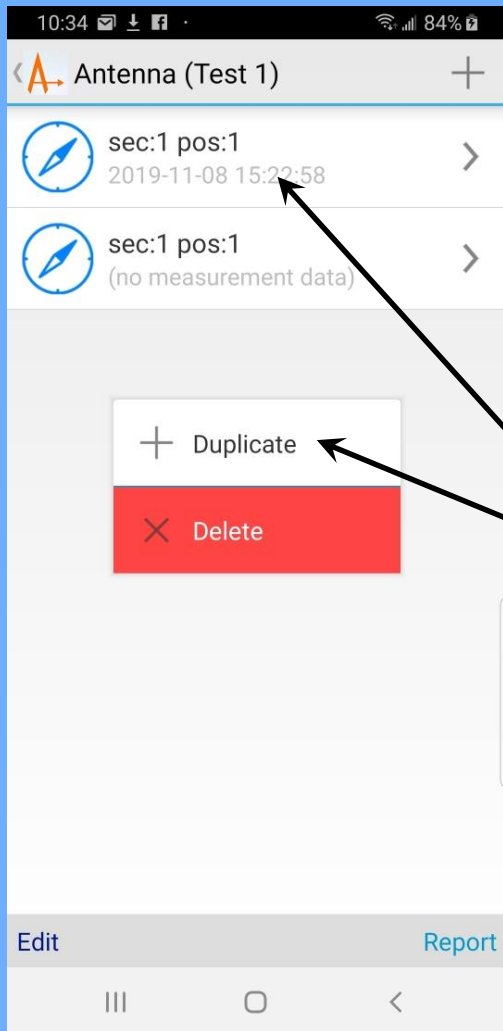 10:34 84%
Antenna (Test 1)
sec:1 pos:1
2019-11-08 15:22:58
sec:1 pos:1
(no measurement data)
Duplicate
Delete
Edit Report